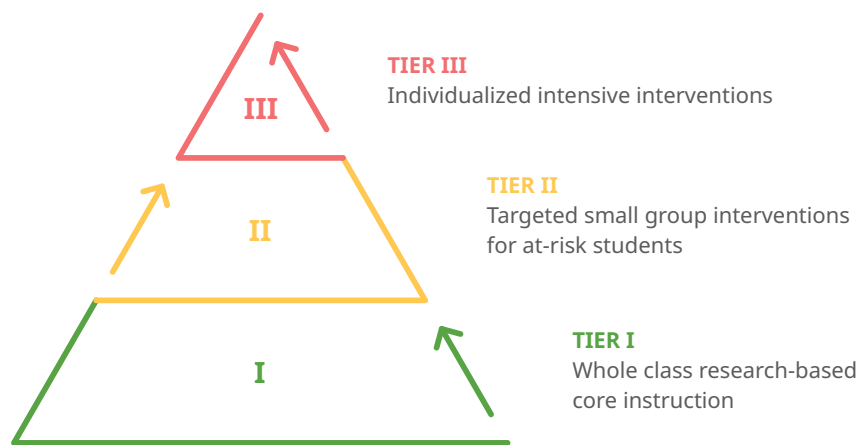 III
TIER III
Individualized intensive interventions
II
TIER II
Targeted small group interventions
for at-risk students
I
TIER I
Whole class research-based
core instruction